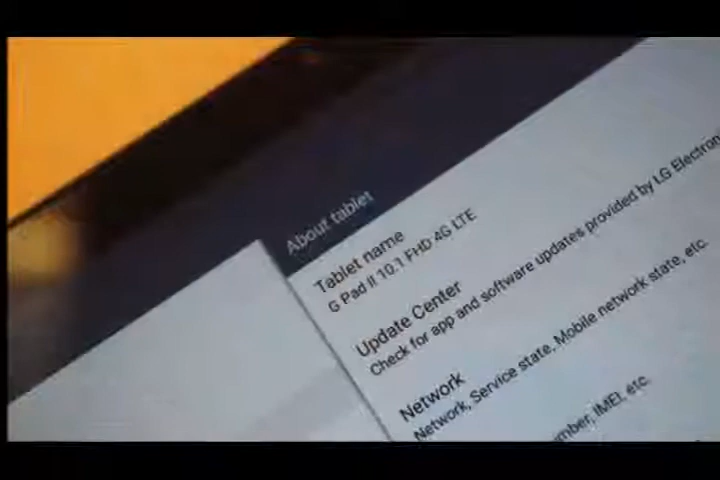 About tablet
Tablet name
G Pad II 10.1 FHD 4G LTE
Update Center
Check for app and software updates provided by LG Electron
Network
Network, Service state, Mobile network state, etc.
mber, IMEI, etc.